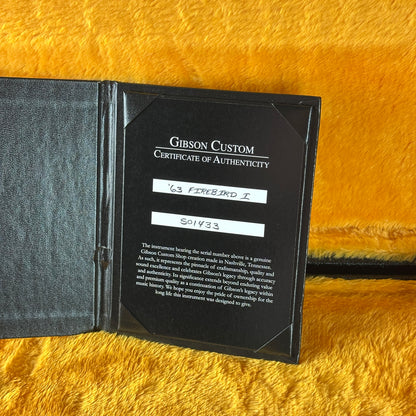 GIBSON CUSTOM
CERTIFICATE OF AUTHENTICITY
'63 FIREBIRD I
S01433
The instrument bearing the serial number above is a genuine
Gibson Custom Shop creation made in Nashville, Tennessee.
As such, it represents the pinnacle of craftsmanship, quality and
sound excellence and celebrates Gibson's legacy through accuracy
and authenticity. Its significance extends beyond enduring value
and premium quality as a continuation of Gibson's legacy within
music history. We hope you enjoy the pride of ownership for the
long life this instrument was designed to give.